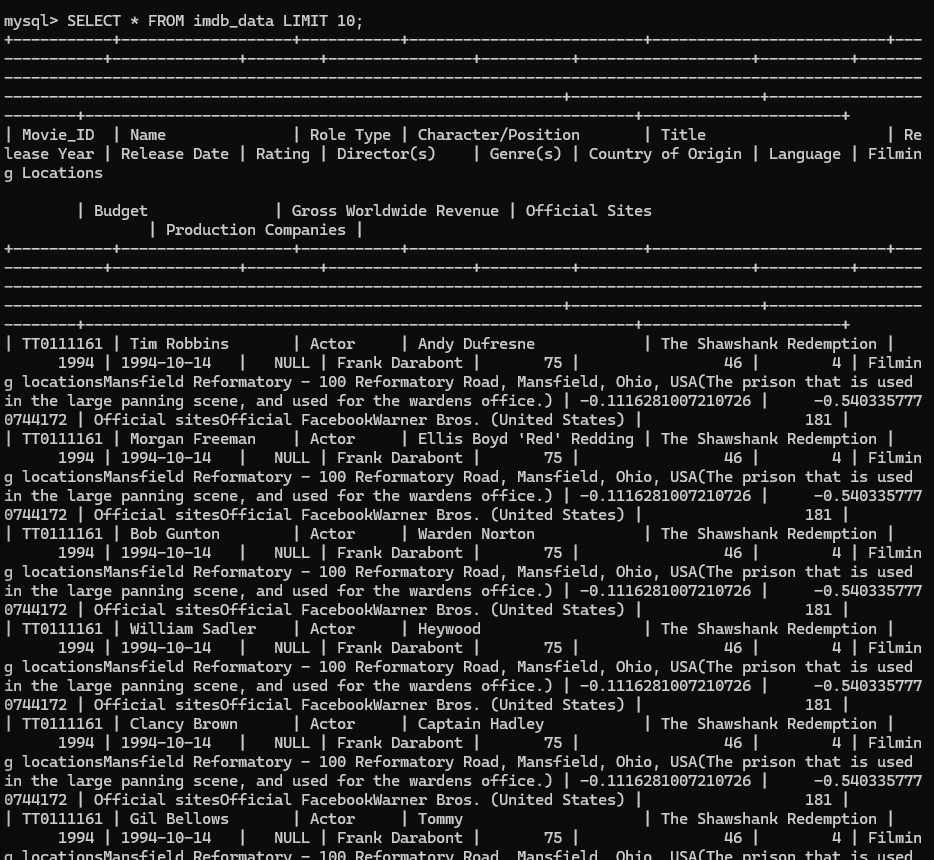 mysql> SELECT * FROM imdb_data LIMIT 10;
+-----------+--------------------+------------+---------------------------+---------------------------+---
-----------+---------------+---------+-----------------+-----------+--------------------+-----------+-------
------------------------------------------------------------------------------------------------------
---------------------------------------------------------------+----------------------+-----------------
--------+--------------------------------------------------------------+-----------------------+
| Movie_ID  | Name              | Role Type | Character/Position       | Title                    | Re
lease Year | Release Date | Rating | Director(s)    | Genre(s) | Country of Origin | Language | Filmin
g Locations
        | Budget              | Gross Worldwide Revenue | Official Sites
                | Production Companies |
+-----------+--------------------+------------+---------------------------+---------------------------+---
-----------+---------------+---------+-----------------+-----------+--------------------+-----------+-------
------------------------------------------------------------------------------------------------------
---------------------------------------------------------------+----------------------+-----------------
--------+--------------------------------------------------------------+-----------------------+
| TT0111161 | Tim Robbins       | Actor     | Andy Dufresne            | The Shawshank Redemption |
      1994 | 1994-10-14   |   NULL | Frank Darabont |       75 |                46 |        4 | Filmin
g locationsMansfield Reformatory - 100 Reformatory Road, Mansfield, Ohio, USA(The prison that is used
in the large panning scene, and used for the wardens office.) | -0.1116281007210726 |     -0.540335777
0744172 | Official sitesOfficial FacebookWarner Bros. (United States) |                  181 |
| TT0111161 | Morgan Freeman    | Actor     | Ellis Boyd 'Red' Redding | The Shawshank Redemption |
      1994 | 1994-10-14   |   NULL | Frank Darabont |       75 |                46 |        4 | Filmin
g locationsMansfield Reformatory - 100 Reformatory Road, Mansfield, Ohio, USA(The prison that is used
in the large panning scene, and used for the wardens office.) | -0.1116281007210726 |     -0.540335777
0744172 | Official sitesOfficial FacebookWarner Bros. (United States) |                  181 |
| TT0111161 | Bob Gunton        | Actor     | Warden Norton            | The Shawshank Redemption |
      1994 | 1994-10-14   |   NULL | Frank Darabont |       75 |                46 |        4 | Filmin
g locationsMansfield Reformatory - 100 Reformatory Road, Mansfield, Ohio, USA(The prison that is used
in the large panning scene, and used for the wardens office.) | -0.1116281007210726 |     -0.540335777
0744172 | Official sitesOfficial FacebookWarner Bros. (United States) |                  181 |
| TT0111161 | William Sadler    | Actor     | Heywood                  | The Shawshank Redemption |
      1994 | 1994-10-14   |   NULL | Frank Darabont |       75 |                46 |        4 | Filmin
g locationsMansfield Reformatory - 100 Reformatory Road, Mansfield, Ohio, USA(The prison that is used
in the large panning scene, and used for the wardens office.) | -0.1116281007210726 |     -0.540335777
0744172 | Official sitesOfficial FacebookWarner Bros. (United States) |                  181 |
| TT0111161 | Clancy Brown      | Actor     | Captain Hadley           | The Shawshank Redemption |
      1994 | 1994-10-14   |   NULL | Frank Darabont |       75 |                46 |        4 | Filmin
g locationsMansfield Reformatory - 100 Reformatory Road, Mansfield, Ohio, USA(The prison that is used
in the large panning scene, and used for the wardens office.) | -0.1116281007210726 |     -0.540335777
0744172 | Official sitesOfficial FacebookWarner Bros. (United States) |                  181 |
| TT0111161 | Gil Bellows       | Actor     | Tommy                    | The Shawshank Redemption |
      1994 | 1994-10-14   |   NULL | Frank Darabont |       75 |                46 |        4 | Filmin
g locationsMansfield Reformatory - 100 Reformatory Road, Mansfield, Ohio, USA(The prison that is used